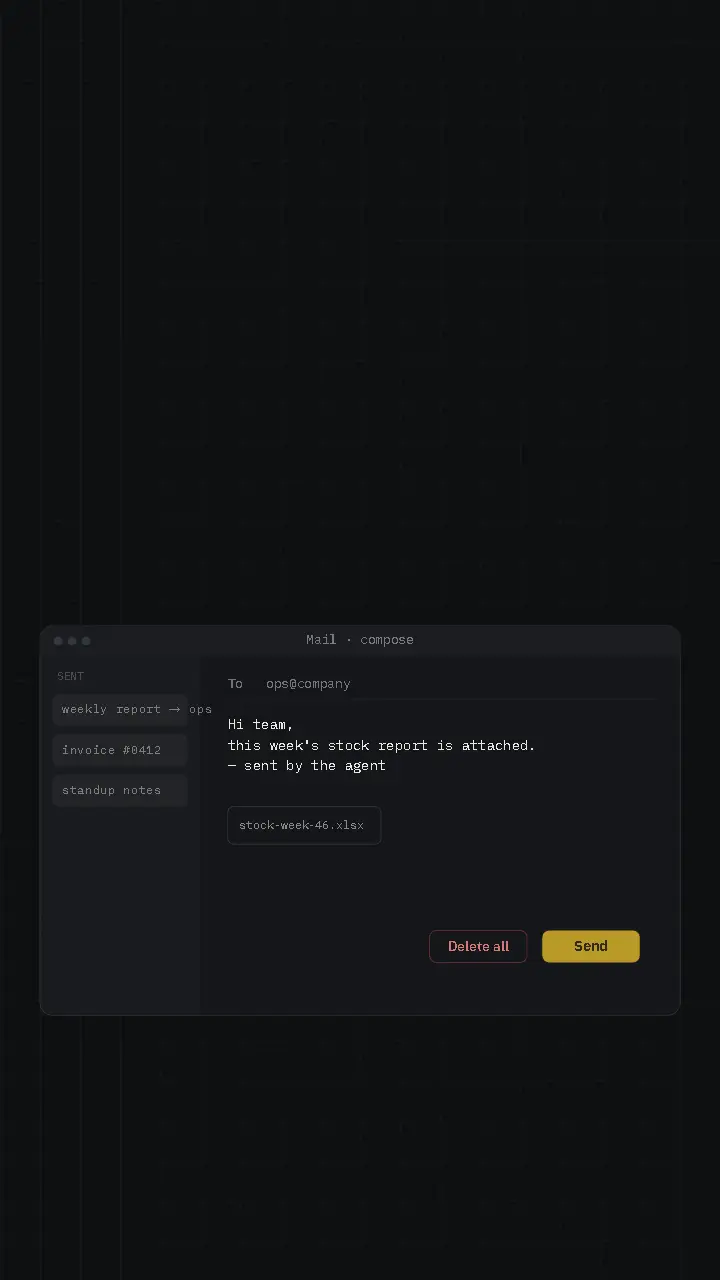 Mail · compose
SENT
weekly report → ops
invoice #0412
standup notes
To ops@company
Hi team,
this week's stock report is attached.
— sent by the agent
stock-week-46.xlsx
Delete all
Send